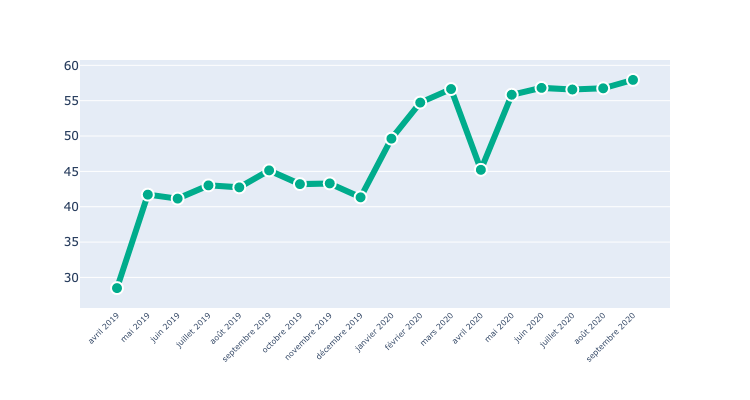 60
55
50
45
40
35
30
avril 2019
mai 2019
juin 2019
juillet 2019
août 2019
septembre 2019
octobre 2019
novembre 2019
décembre 2019
janvier 2020
février 2020
mars 2020
avril 2020
mai 2020
juin 2020
juillet 2020
août 2020
septembre 2020